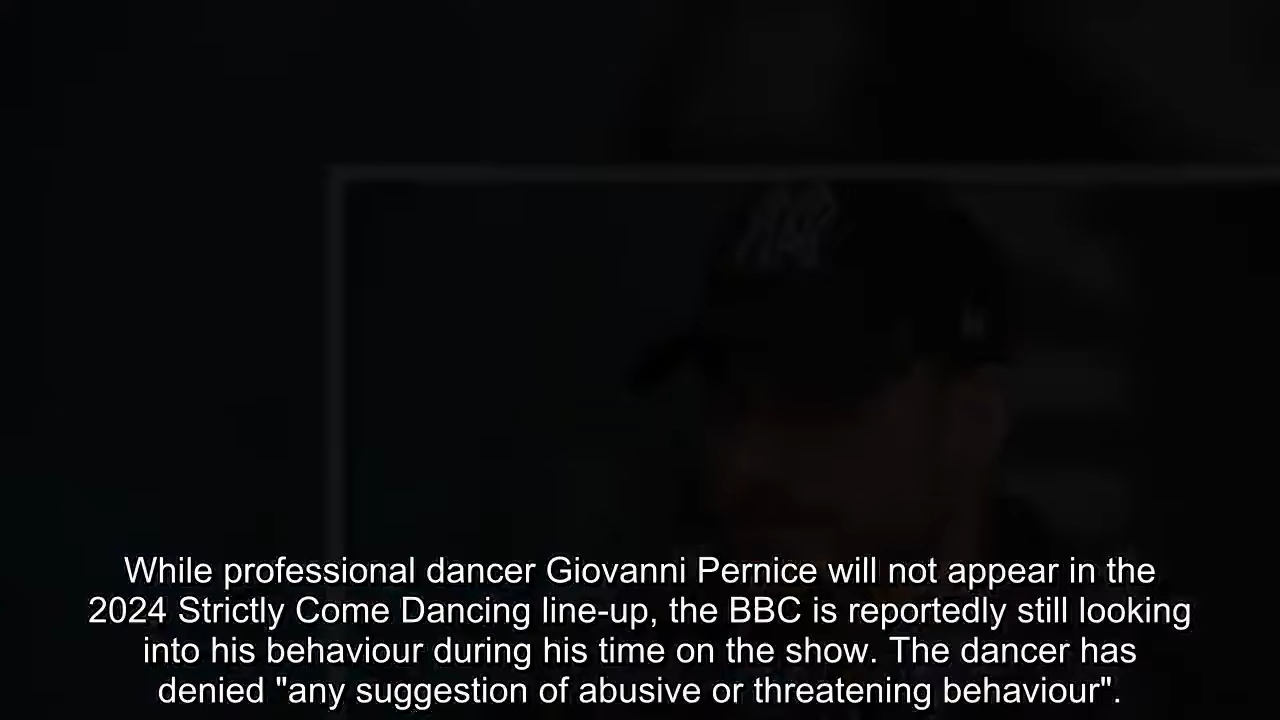 While professional dancer Giovanni Pernice will not appear in the
2024 Strictly Come Dancing line-up, the BBC is reportedly still looking
into his behaviour during his time on the show. The dancer has
denied "any suggestion of abusive or threatening behaviour".